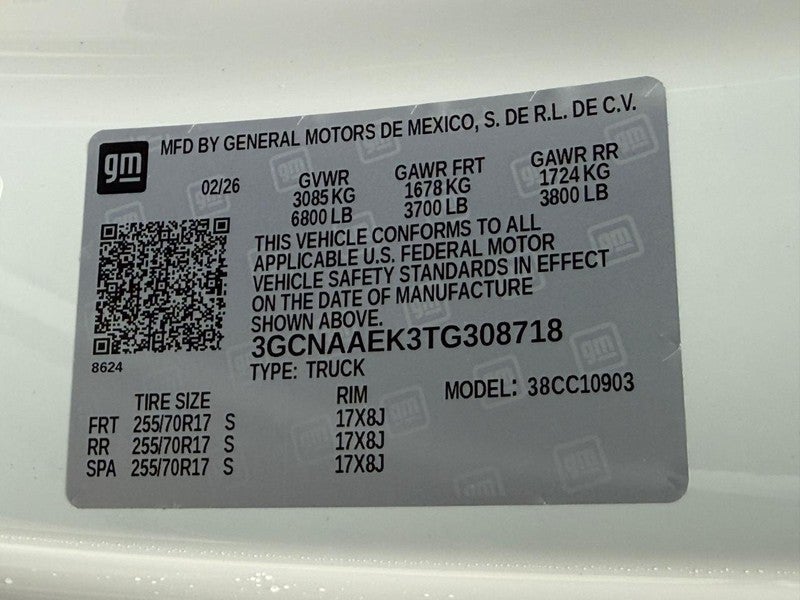 gm
MFD BY GENERAL MOTORS DE MEXICO, S. DE R.L. DE C.V.
02/26 GVWR GAWR FRT GAWR RR
3085 KG 1678 KG 1724 KG
6800 LB 3700 LB 3800 LB
THIS VEHICLE CONFORMS TO ALL
APPLICABLE U.S. FEDERAL MOTOR
VEHICLE SAFETY STANDARDS IN EFFECT
ON THE DATE OF MANUFACTURE
SHOWN ABOVE.
3GCNAAEK3TG308718
8624
TYPE: TRUCK MODEL: 38CC10903
TIRE SIZE RIM
FRT 255/70R17 S 17X8J
RR 255/70R17 S 17X8J
SPA 255/70R17 S 17X8J